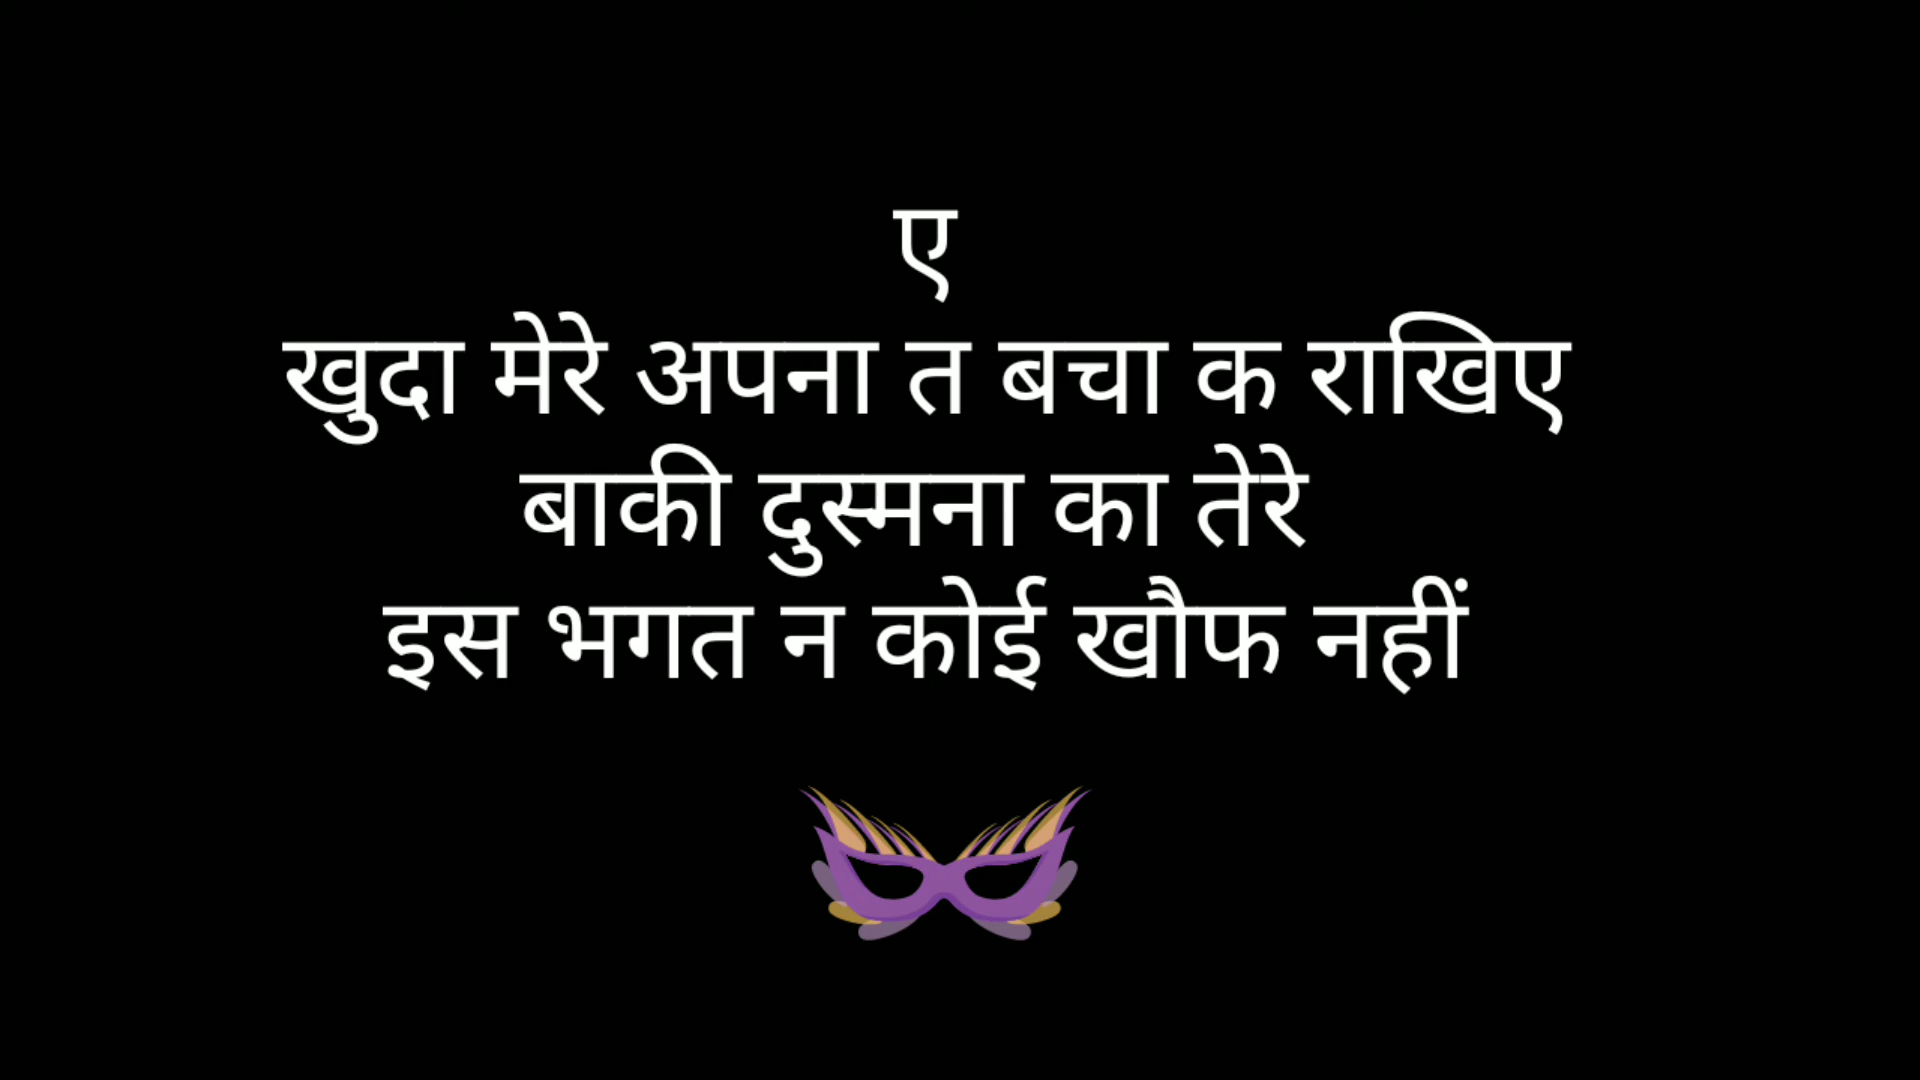 ए
खुदा मेरे अपना त बचा क राखिए
बाकी दुस्मना का तेरे
इस भगत न कोई खौफ नहीं